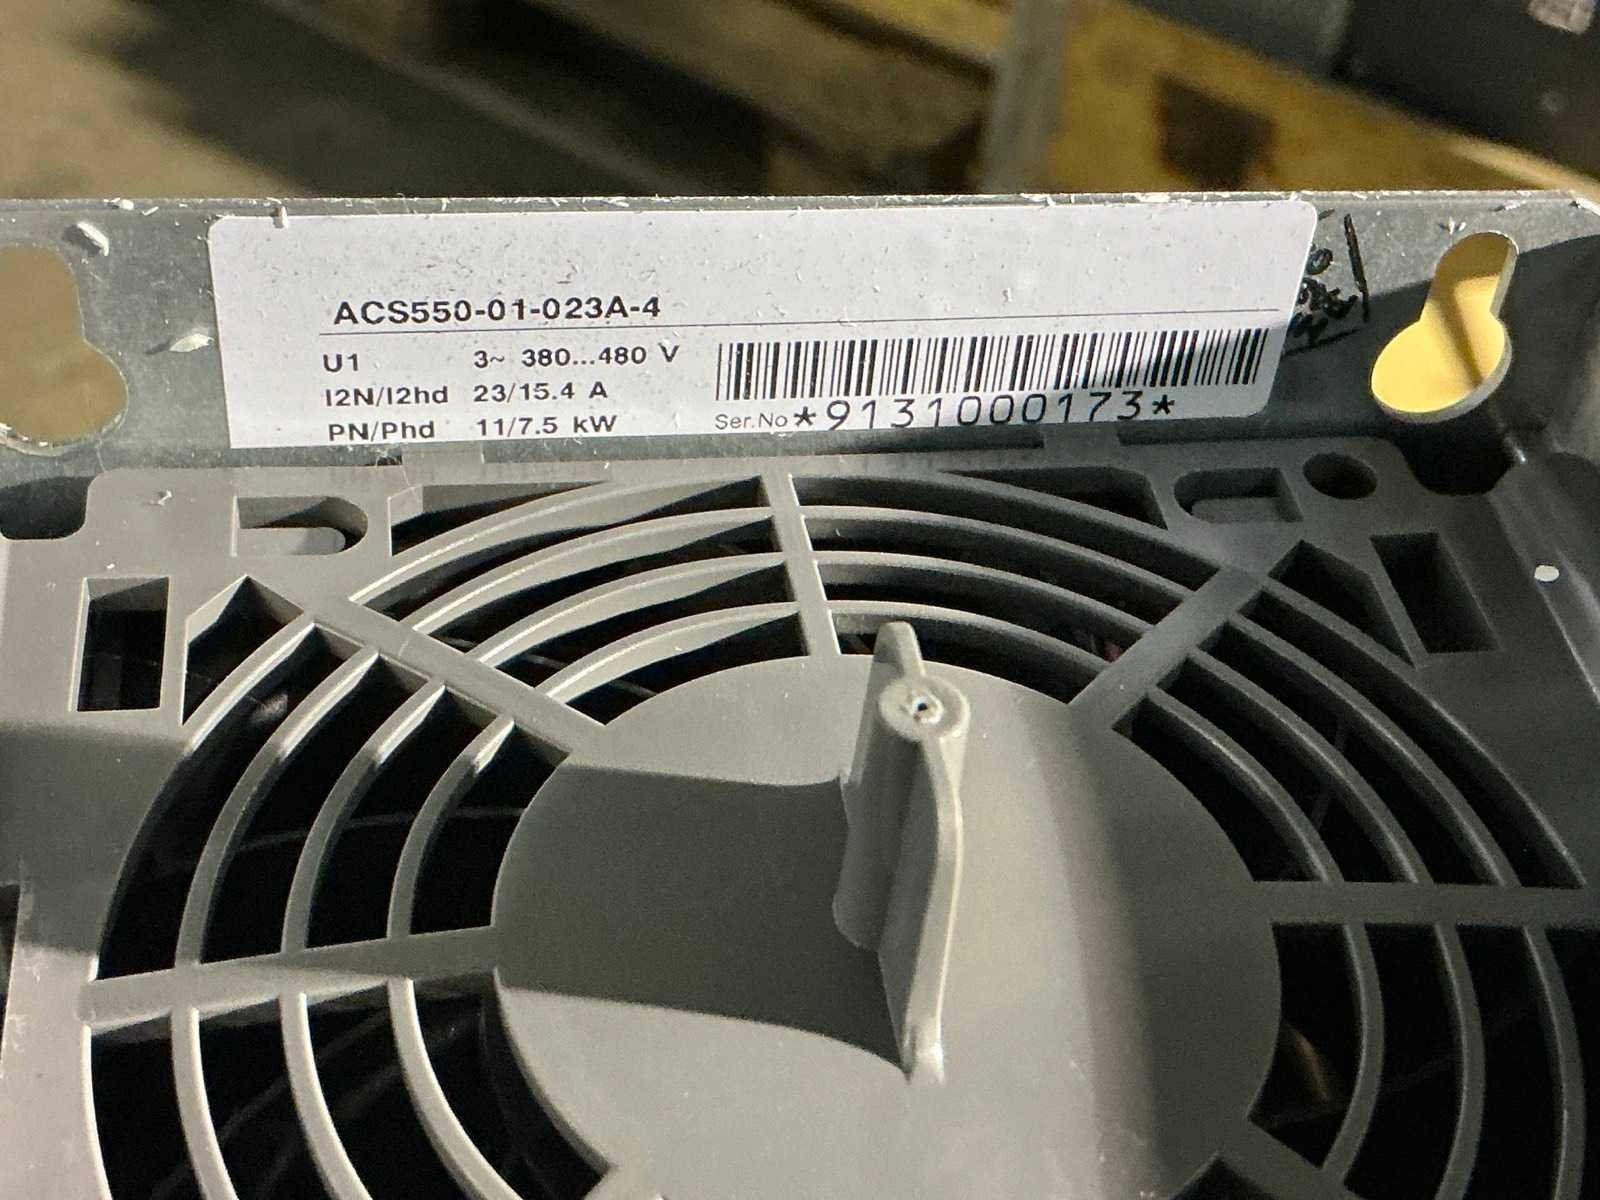 ACS550-01-023A-4
U1 3~ 380...480 V
I2N/I2hd 23/15.4 A
PN/Phd 11/7.5 kW
Ser.No *9131000173*